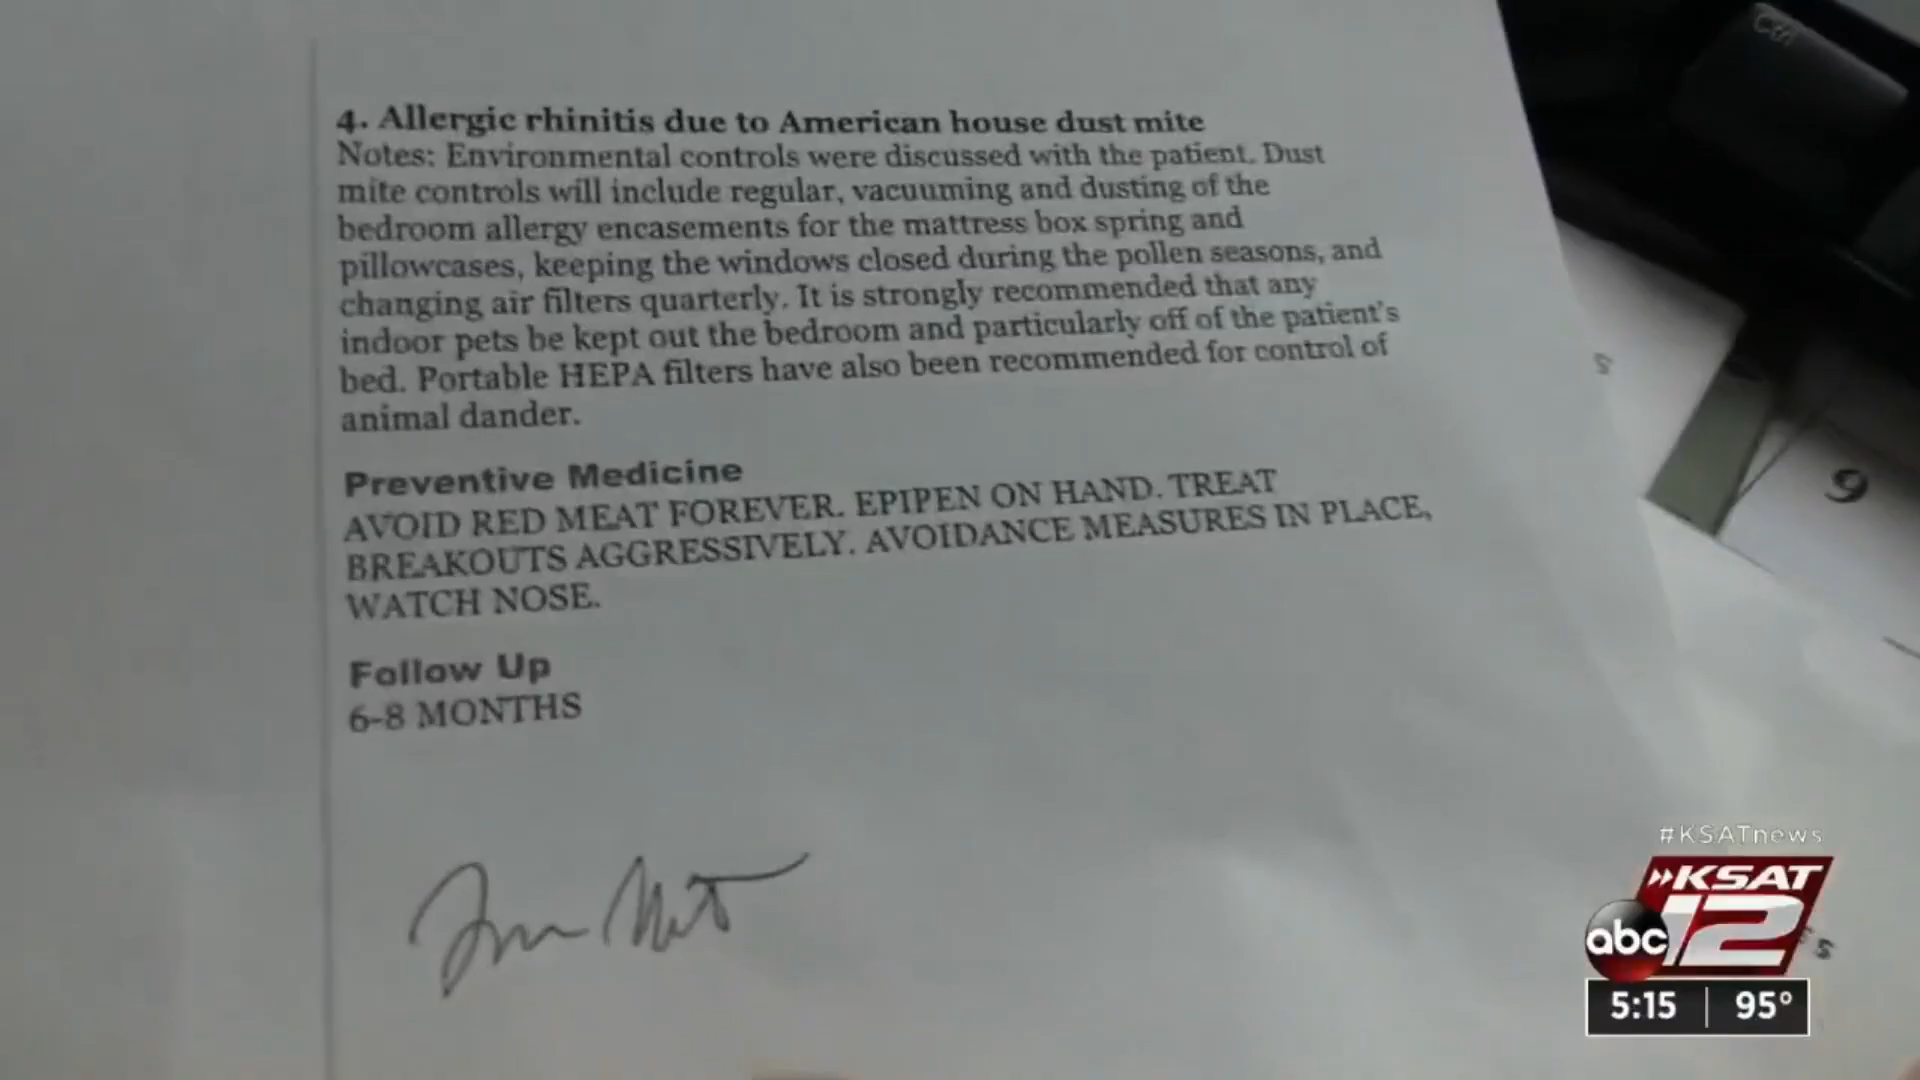 4. Allergic rhinitis due to American house dust mite
Notes: Environmental controls were discussed with the patient. Dust
mite controls will include regular, vacuuming and dusting of the
bedroom allergy encasements for the mattress box spring and
pillowcases, keeping the windows closed during the pollen seasons, and
changing air filters quarterly. It is strongly recommended that any
indoor pets be kept out the bedroom and particularly off of the patient's
bed. Portable HEPA filters have also been recommended for control of
animal dander.
Preventive Medicine
AVOID RED MEAT FOREVER. EPIPEN ON HAND. TREAT
BREAKOUTS AGGRESSIVELY. AVOIDANCE MEASURES IN PLACE,
WATCH NOSE.
Follow Up
6-8 MONTHS
9
#KSATnews
KSAT
abc 12
5:15 95°